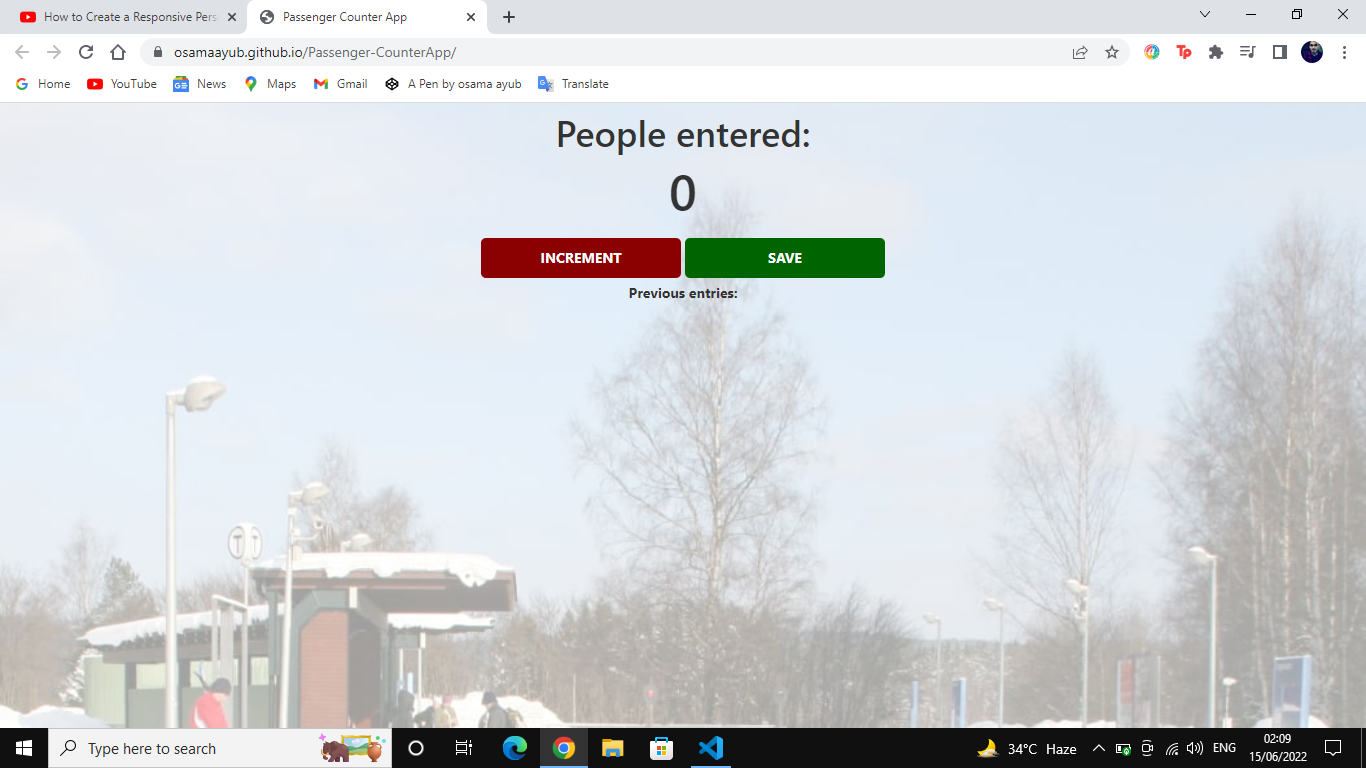 How to Create a Responsive Pers
Passenger Counter App
osamaayub.github.io/Passenger-CounterApp/
Tp
Home
YouTube
News
Maps
Gmail
A Pen by osama ayub
Translate
People entered:
0
INCREMENT
SAVE
Previous entries:
Type here to search
34°C Haze
ENG
02:09
15/06/2022